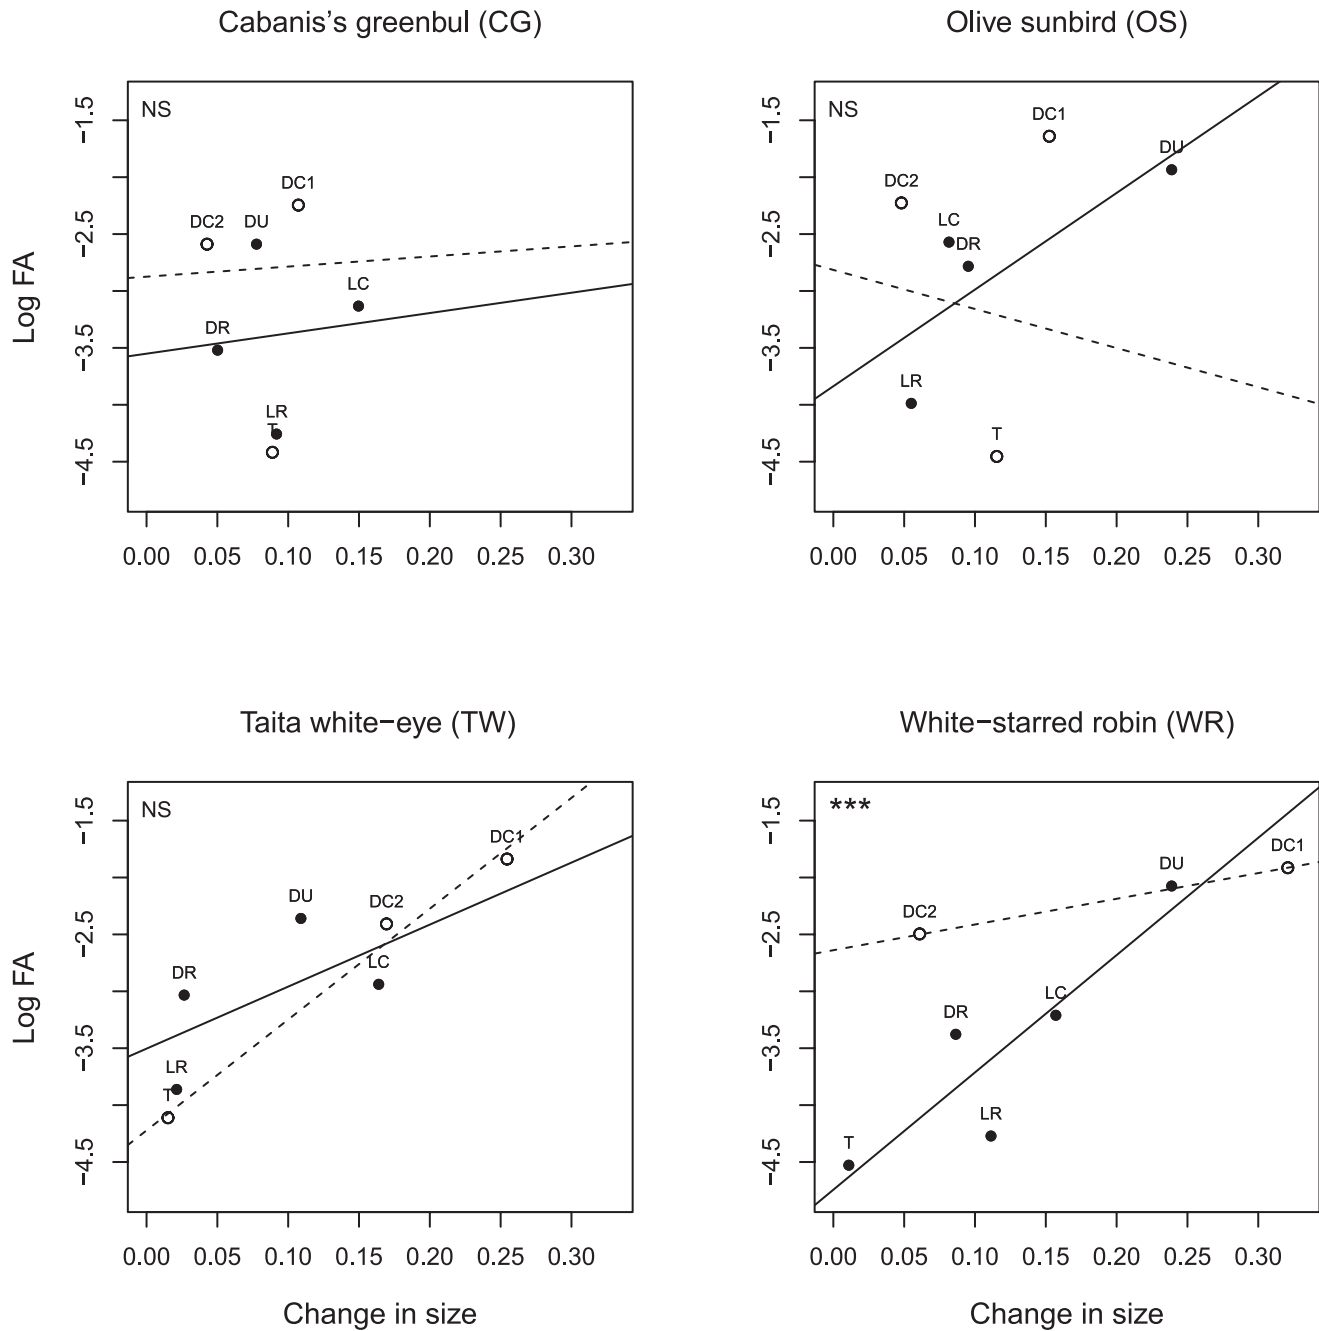 Cabanis's greenbul (CG)
NS
DC1
DC2
DU
LC
DR
LR
T
−1.5
−2.5
−3.5
−4.5
Log FA
0.00 0.05 0.10 0.15 0.20 0.25 0.30
Olive sunbird (OS)
NS
DC1
DU
DC2
LC
DR
LR
T
−1.5
−2.5
−3.5
−4.5
0.00 0.05 0.10 0.15 0.20 0.25 0.30
Taita white−eye (TW)
NS
DC1
DU
DC2
LC
DR
LR
T
−1.5
−2.5
−3.5
−4.5
Log FA
0.00 0.05 0.10 0.15 0.20 0.25 0.30
Change in size
White−starred robin (WR)
***
DC1
DU
DC2
LC
DR
LR
T
−1.5
−2.5
−3.5
−4.5
0.00 0.05 0.10 0.15 0.20 0.25 0.30
Change in size